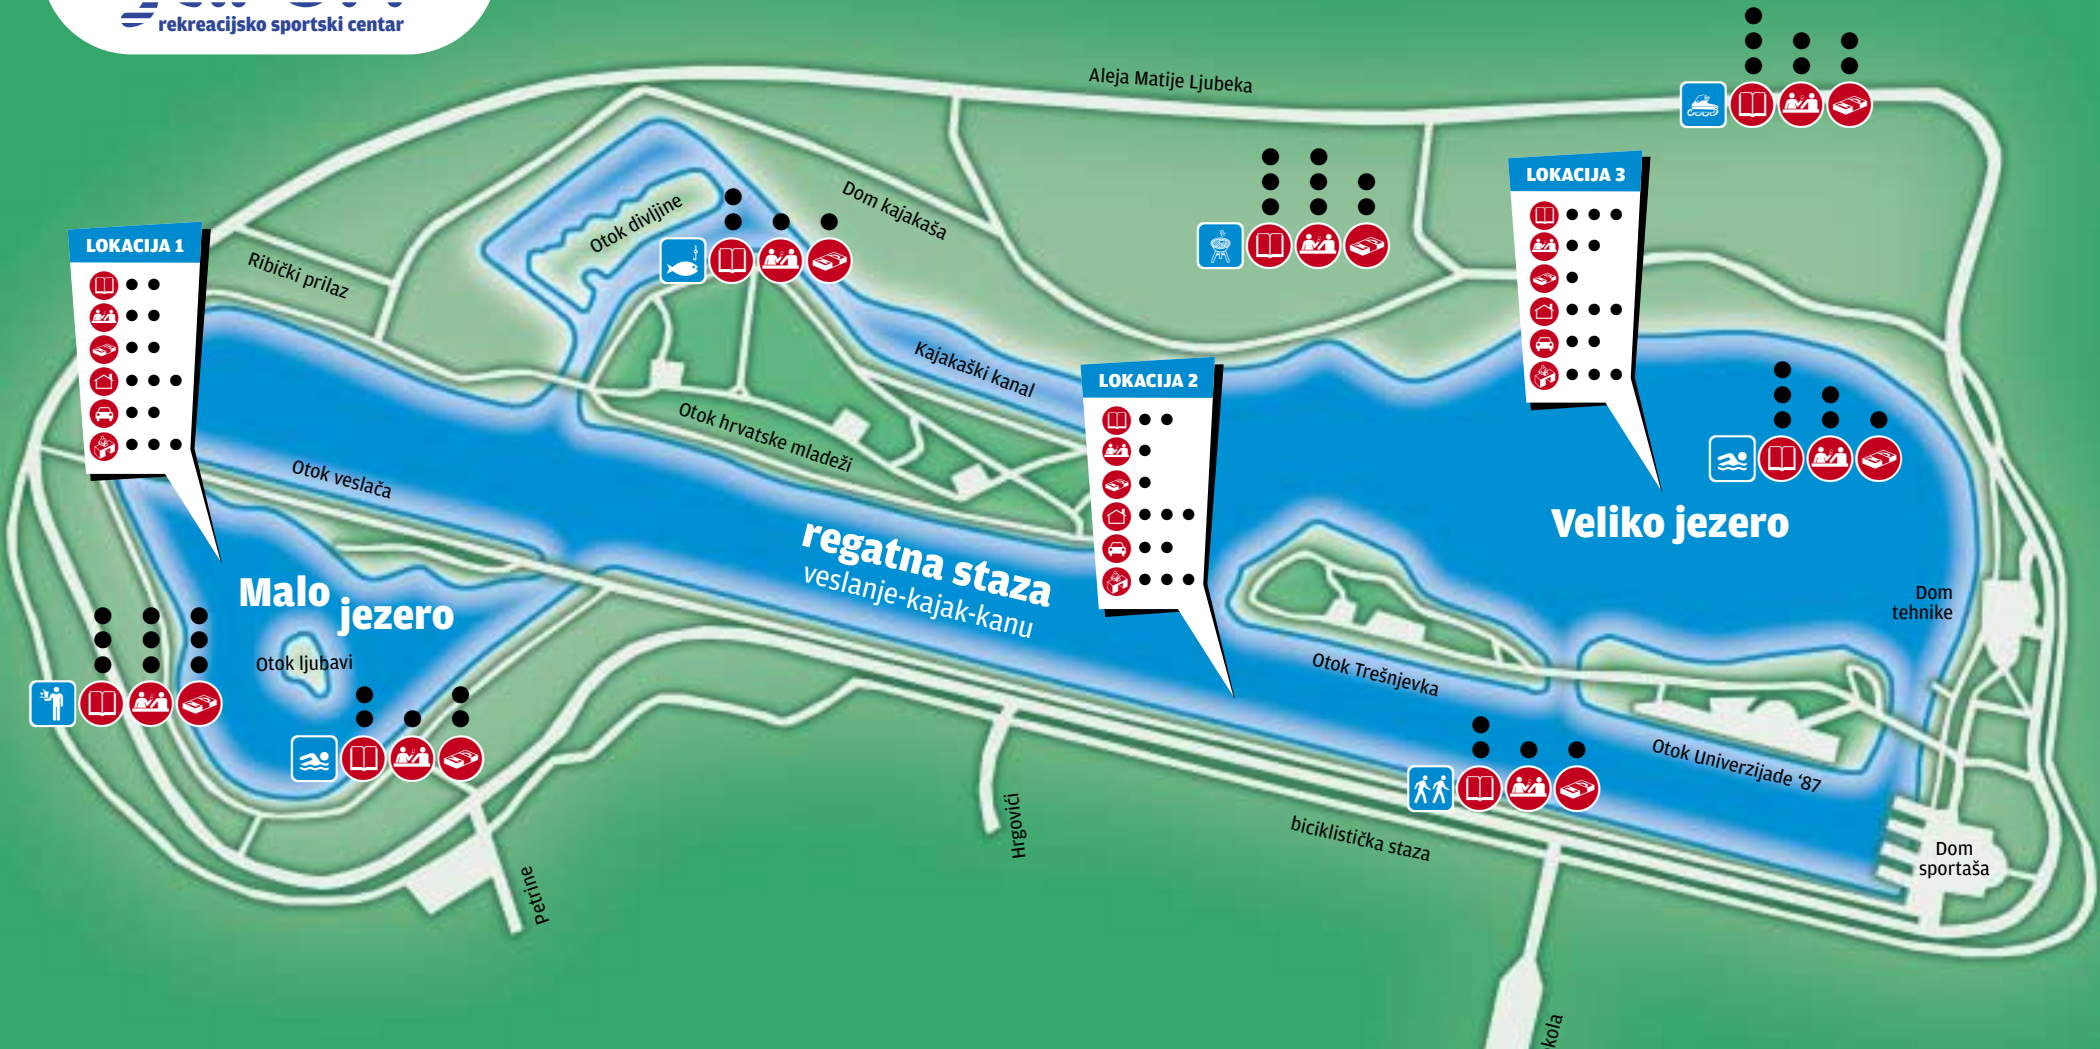 rekreacijsko sportski centar
Aleja Matije Ljubeka
LOKACIJA 3
LOKACIJA 1
Ribički prilaz
Otok divljine
Dom kajakaša
Kajakaški kanal
LOKACIJA 2
Otok hrvatske mladeži
Otok veslača
regatna staza
veslanje-kajak-kanu
Veliko jezero
Malo
jezero
Otok ljubavi
Dom
tehnike
Otok Trešnjevka
Otok Univerzijade ‘87
biciklistička staza
Hrgovići
Petrine
Dom
sportaša